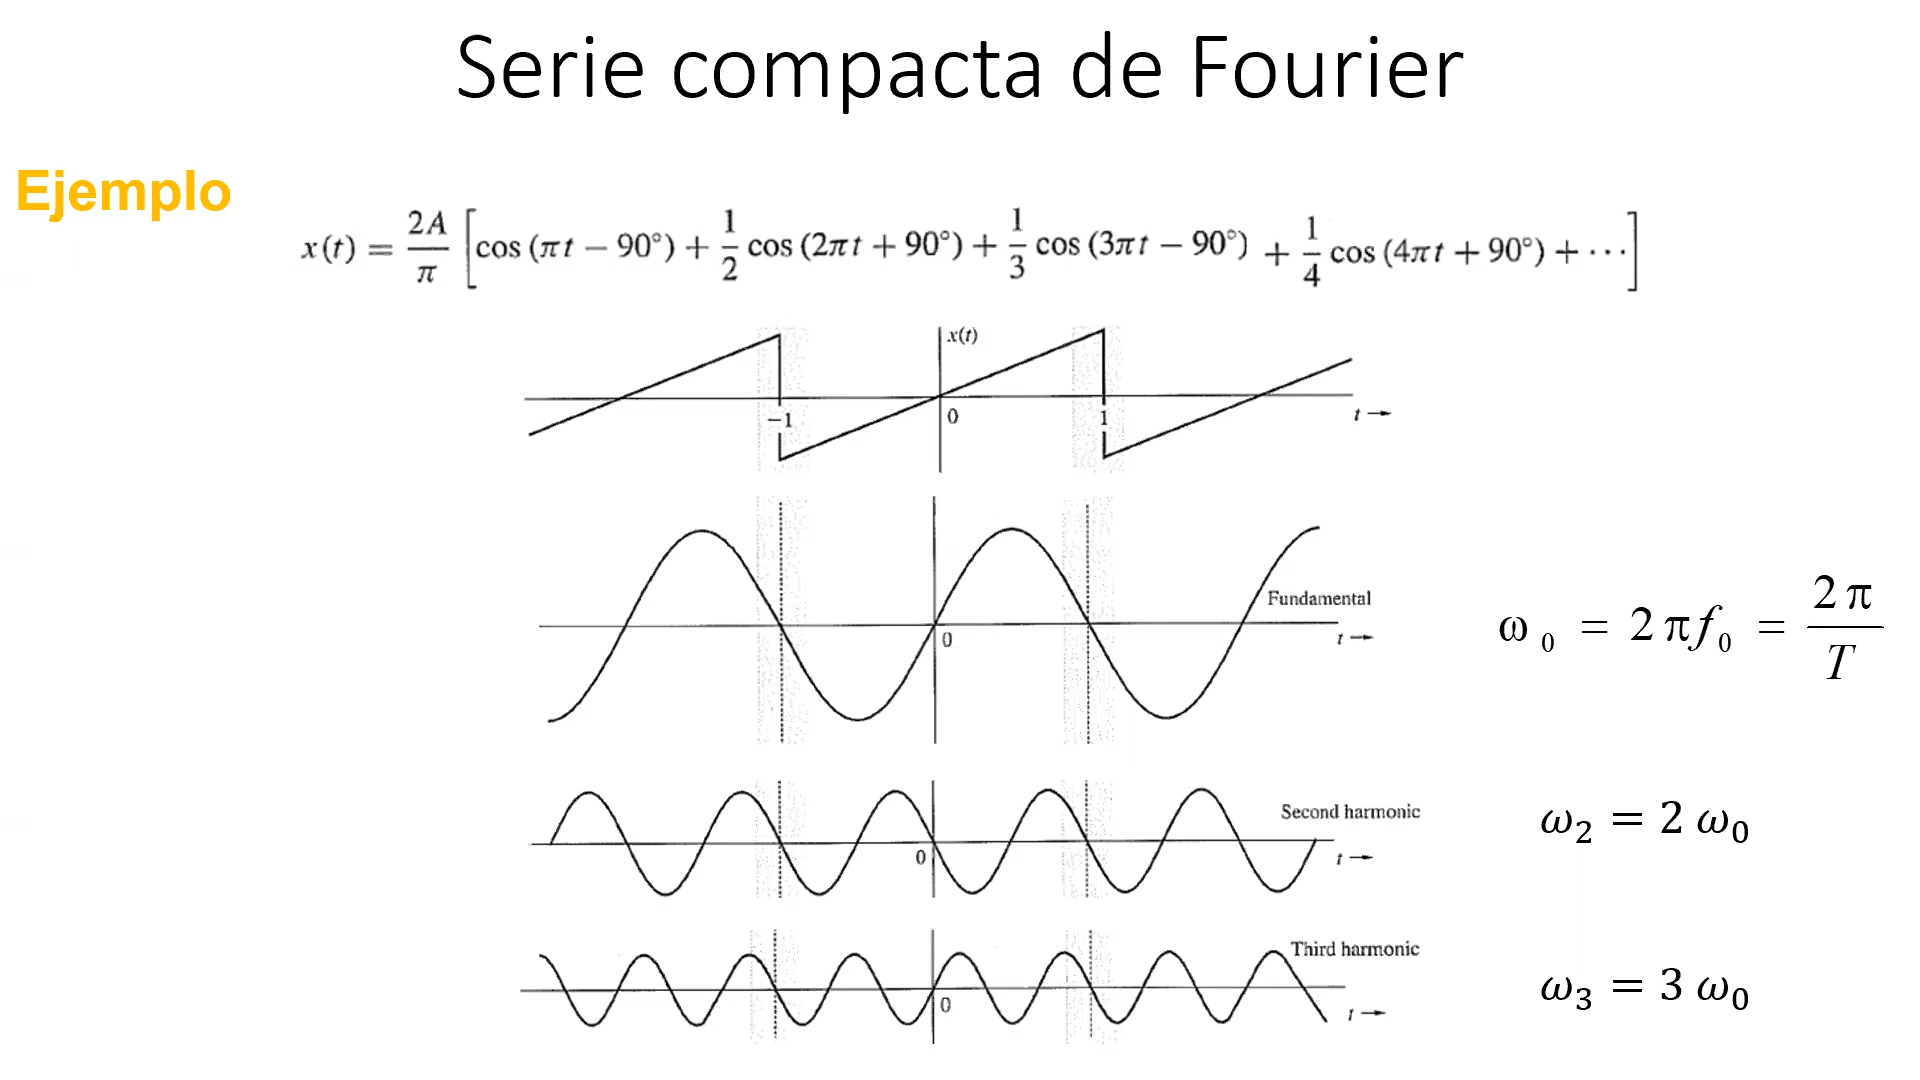 Serie compacta de Fourier
Ejemplo
x(t) = 2A/π [cos (πt − 90°) + 1/2 cos (2πt + 90°) + 1/3 cos (3πt − 90°) + 1/4 cos (4πt + 90°) + ···]
x(t)
−1 0 1 t→
Fundamental
0 t→
ω₀ = 2πf₀ = 2π/T
Second harmonic
0 t→
ω₂ = 2 ω₀
Third harmonic
0 t→
ω₃ = 3 ω₀